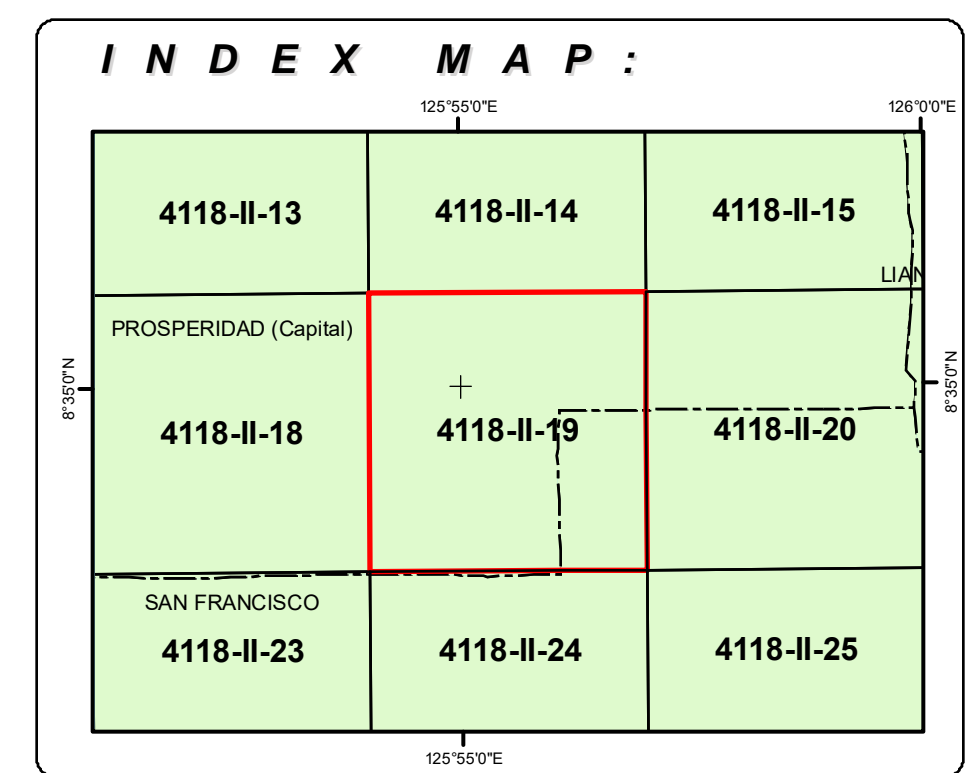 INDEX MAP:
125°55'0"E
126°0'0"E
4118-II-13
4118-II-14
4118-II-15
LIAN
PROSPERIDAD (Capital)
8°35'0"N
8°35'0"N
4118-II-18
4118-II-19
4118-II-20
SAN FRANCISCO
4118-II-23
4118-II-24
4118-II-25
125°55'0"E